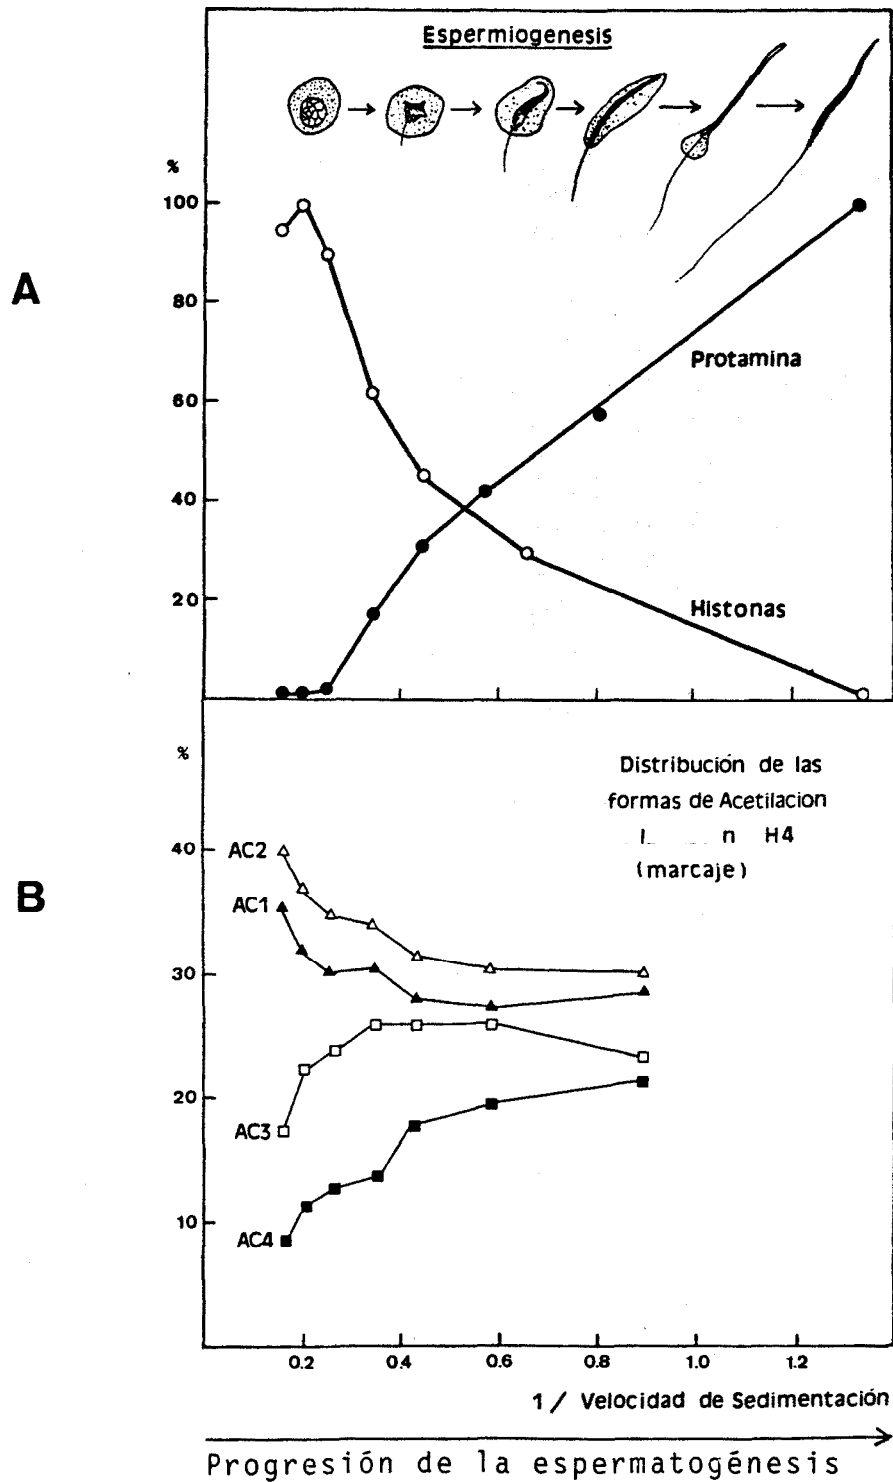 Espermiogenesis
%
100
80
60
40
20
A
Protamina
Histonas
%
40
30
20
10
B
Distribución de las
formas de Acetilacion
n H4
(marcaje)
AC2
AC1
AC3
AC4
0.2 0.4 0.6 0.8 1.0 1.2
1 / Velocidad de Sedimentación
Progresión de la espermatogénesis